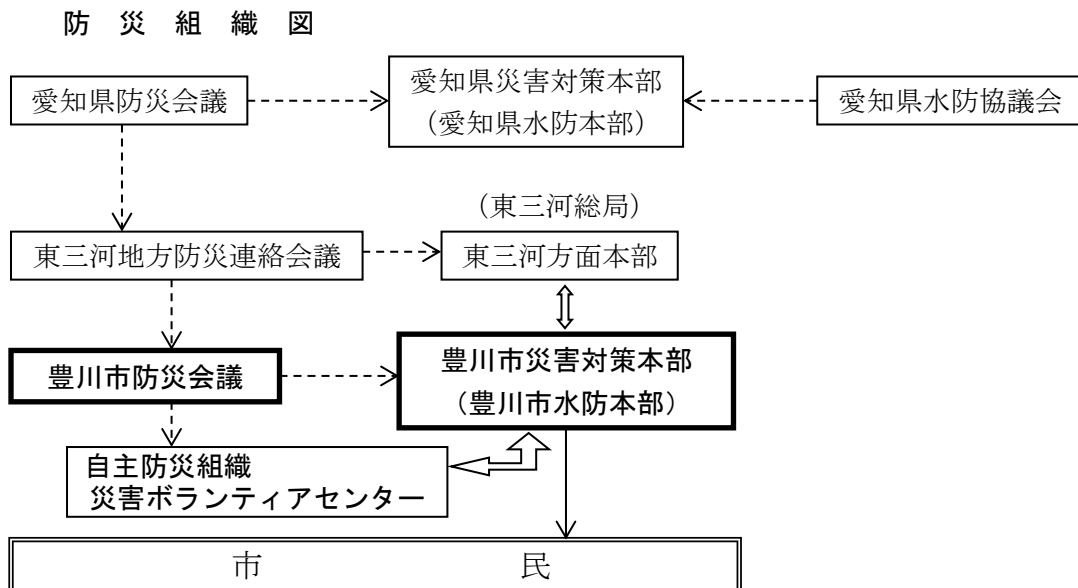 防災組織図
愛知県防災会議
愛知県災害対策本部
(愛知県水防本部)
愛知県水防協議会
(東三河総局)
東三河地方防災連絡会議
東三河方面本部
豊川市防災会議
豊川市災害対策本部
(豊川市水防本部)
自主防災組織
災害ボランティアセンター
市民